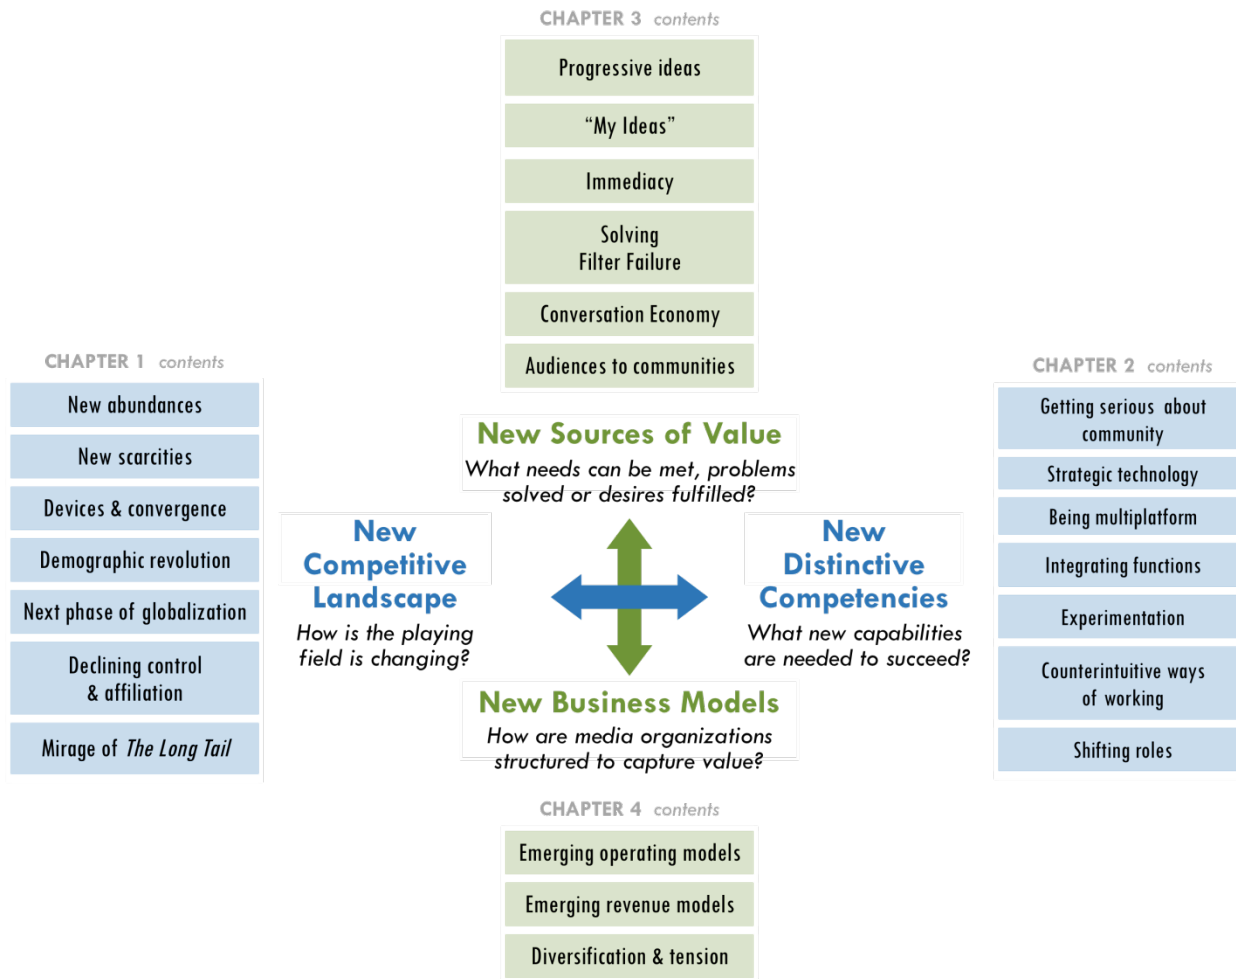 CHAPTER 3 contents
Progressive ideas
“My Ideas”
Immediacy
Solving
Filter Failure
Conversation Economy
Audiences to communities
CHAPTER 1 contents
New abundances
New scarcities
Devices & convergence
Demographic revolution
Next phase of globalization
Declining control
& affiliation
Mirage of The Long Tail
New Sources of Value
What needs can be met, problems
solved or desires fulfilled?
New
Competitive
Landscape
How is the playing
field is changing?
New
Distinctive
Competencies
What new capabilities
are needed to succeed?
New Business Models
How are media organizations
structured to capture value?
CHAPTER 2 contents
Getting serious about
community
Strategic technology
Being multiplatform
Integrating functions
Experimentation
Counterintuitive ways
of working
Shifting roles
CHAPTER 4 contents
Emerging operating models
Emerging revenue models
Diversification & tension